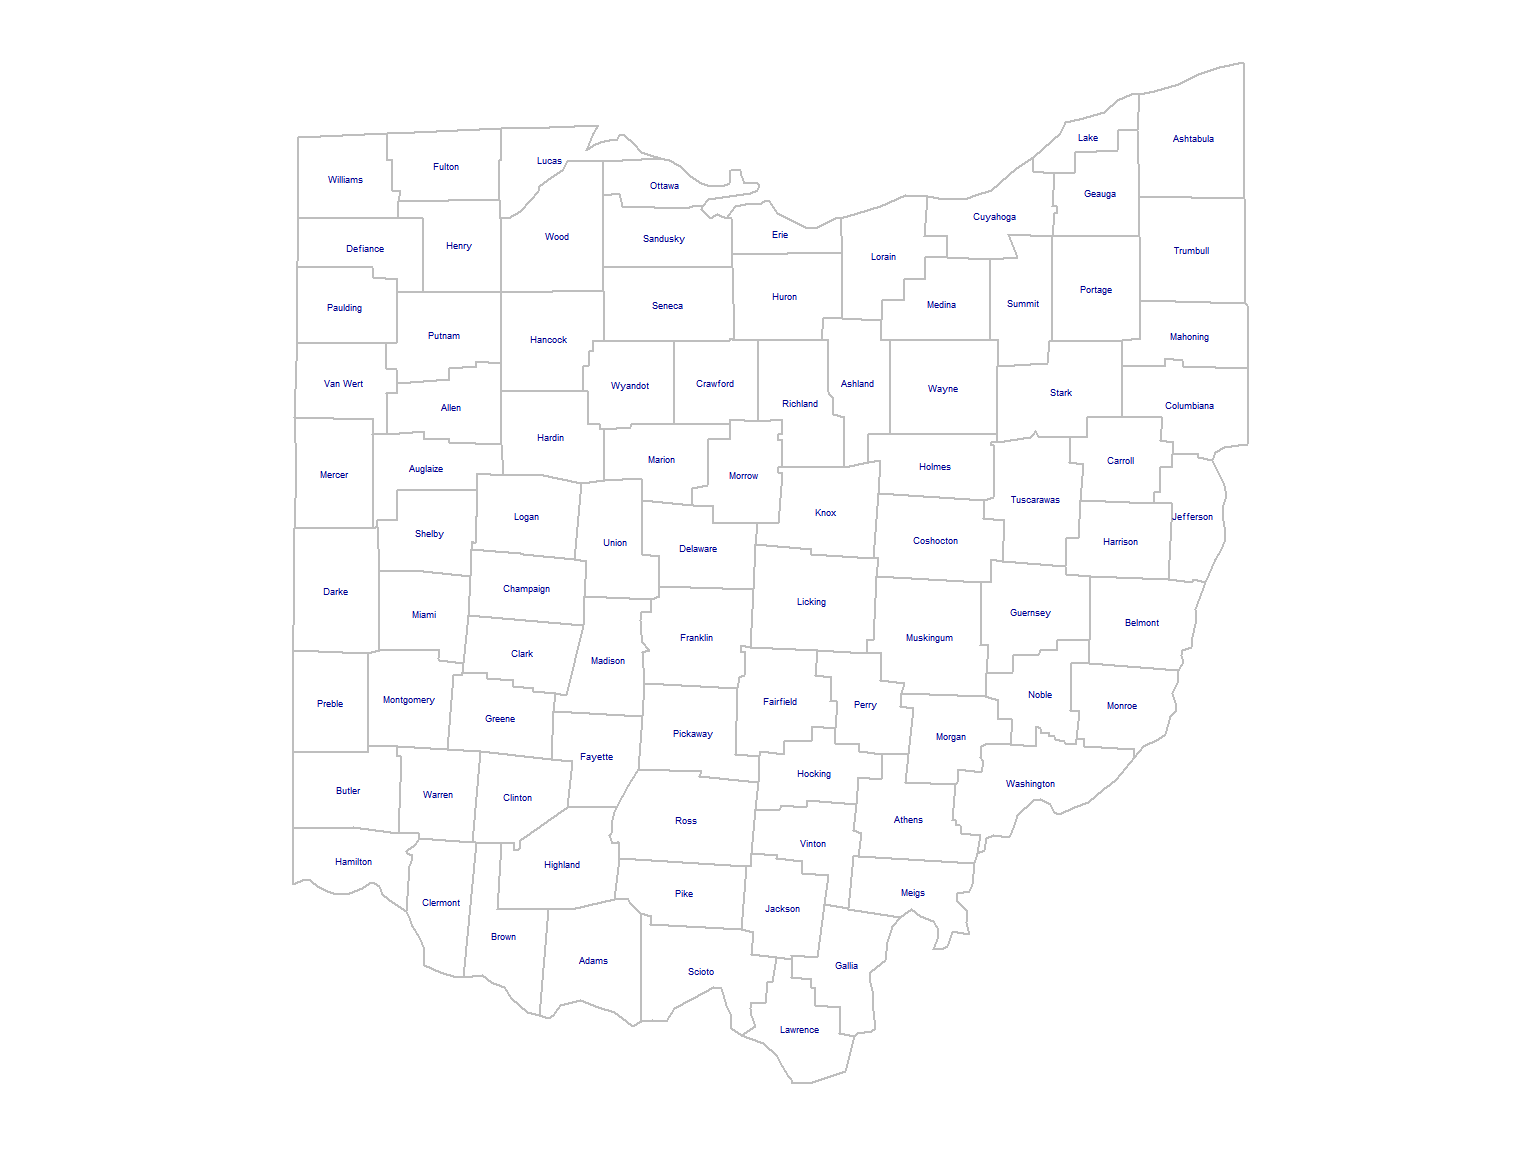 Lake
Ashtabula
Lucas
Fulton
Williams
Ottawa
Geauga
Cuyahoga
Erie
Wood
Sandusky
Henry
Defiance
Trumbull
Lorain
Portage
Huron
Summit
Medina
Seneca
Paulding
Putnam
Mahoning
Hancock
Van Wert
Crawford
Ashland
Wyandot
Wayne
Stark
Richland
Columbiana
Allen
Hardin
Marion
Carroll
Holmes
Auglaize
Mercer
Morrow
Tuscarawas
Knox
Logan
Jefferson
Shelby
Coshocton
Harrison
Union
Delaware
Champaign
Darke
Licking
Guernsey
Miami
Belmont
Franklin
Muskingum
Clark
Madison
Noble
Montgomery
Fairfield
Preble
Perry
Monroe
Greene
Pickaway
Morgan
Fayette
Hocking
Washington
Butler
Warren
Clinton
Athens
Ross
Vinton
Hamilton
Highland
Meigs
Pike
Clermont
Jackson
Brown
Adams
Gallia
Scioto
Lawrence